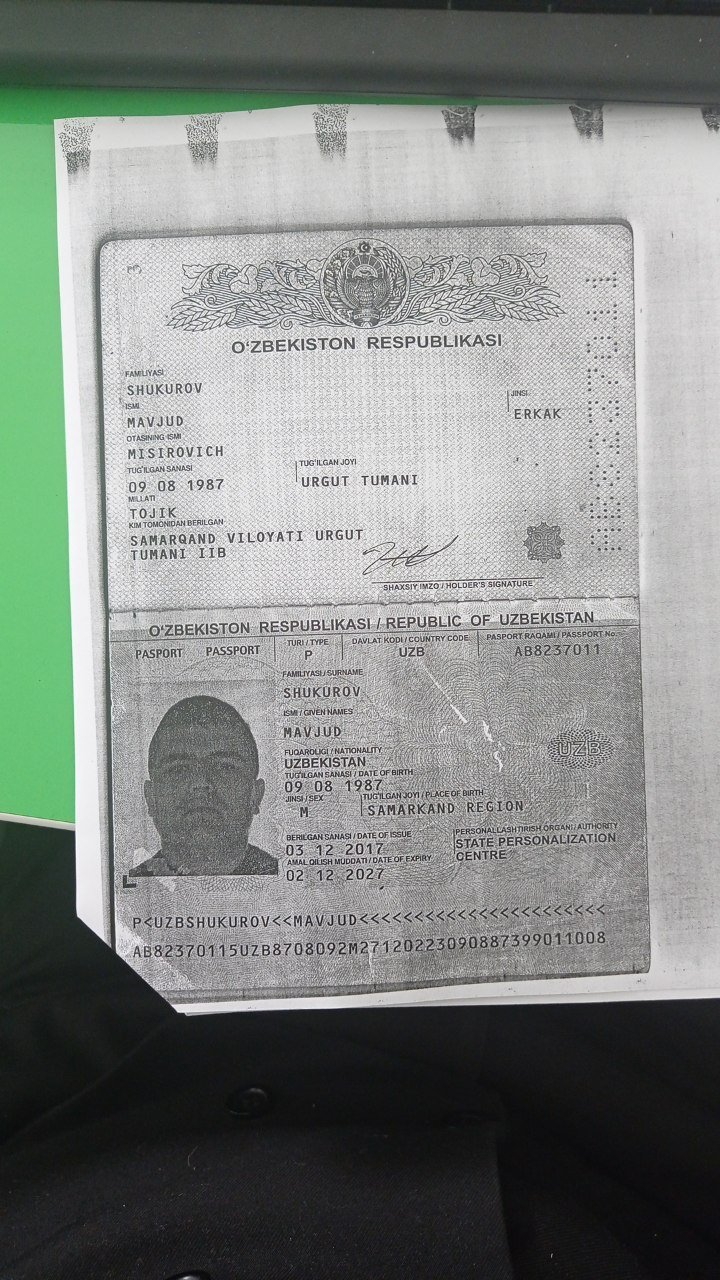 O'ZBEKISTON RESPUBLIKASI
FAMILIYASI
SHUKUROV
ISMI
JINSI
MAVJUD
ERKAK
OTASINING ISMI
MISIROVICH
TUG'ILGAN SANASI
TUG'ILGAN JOYI
09 08 1987
URGUT TUMANI
MILLATI
TOJIK
KIM TOMONIDAN BERILGAN
SAMARQAND VILOYATI URGUT
TUMANI IIB
SHAXSIY IMZO / HOLDER'S SIGNATURE
O'ZBEKISTON RESPUBLIKASI / REPUBLIC OF UZBEKISTAN
PASPORT PASSPORT
TURI / TYPE
DAVLAT KODI / COUNTRY CODE
PASPORT RAQAMI / PASSPORT No.
P
UZB
AB8237011
FAMILIYASI / SURNAME
SHUKUROV
ISMI / GIVEN NAMES
MAVJUD
FUQAROLIGI / NATIONALITY
UZBEKISTAN
UZB
TUG'ILGAN SANASI / DATE OF BIRTH
09 08 1987
JINSI / SEX
TUG'ILGAN JOYI / PLACE OF BIRTH
M
SAMARKAND REGION
BERILGAN SANASI / DATE OF ISSUE
PERSONALLASHTIRISH ORGANI / AUTHORITY
03 12 2017
STATE PERSONALIZATION
CENTRE
AMAL QILISH MUDDATI / DATE OF EXPIRY
02 12 2027
P<UZBSHUKUROV<<MAVJUD<<<<<<<<<<<<<<<<<<<<<<<
AB82370115UZB8708092M27120223090887399011008